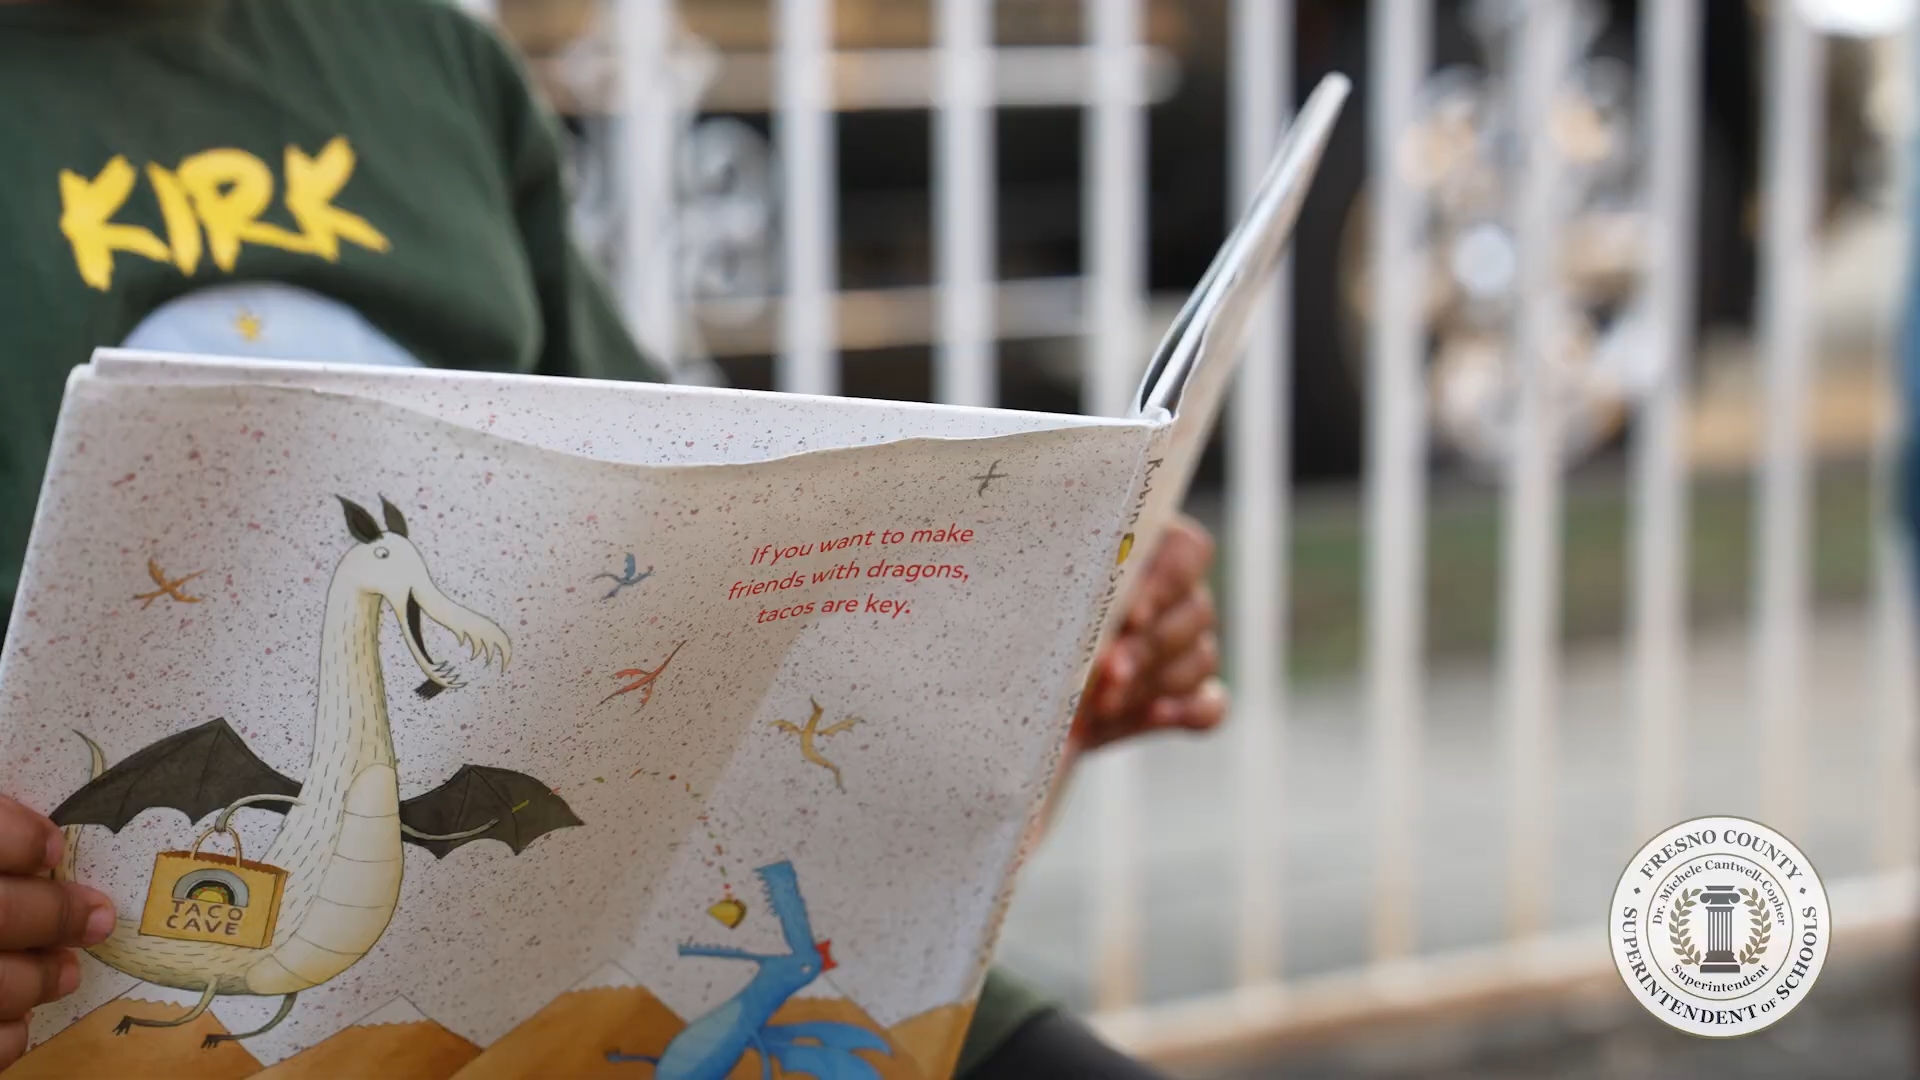 KIRK
If you want to make
friends with dragons,
tacos are key.
Rubin
TACO
CAVE
FRESNO COUNTY
Dr. Michele Cantwell-Copher
Superintendent
SUPERINTENDENT OF SCHOOLS